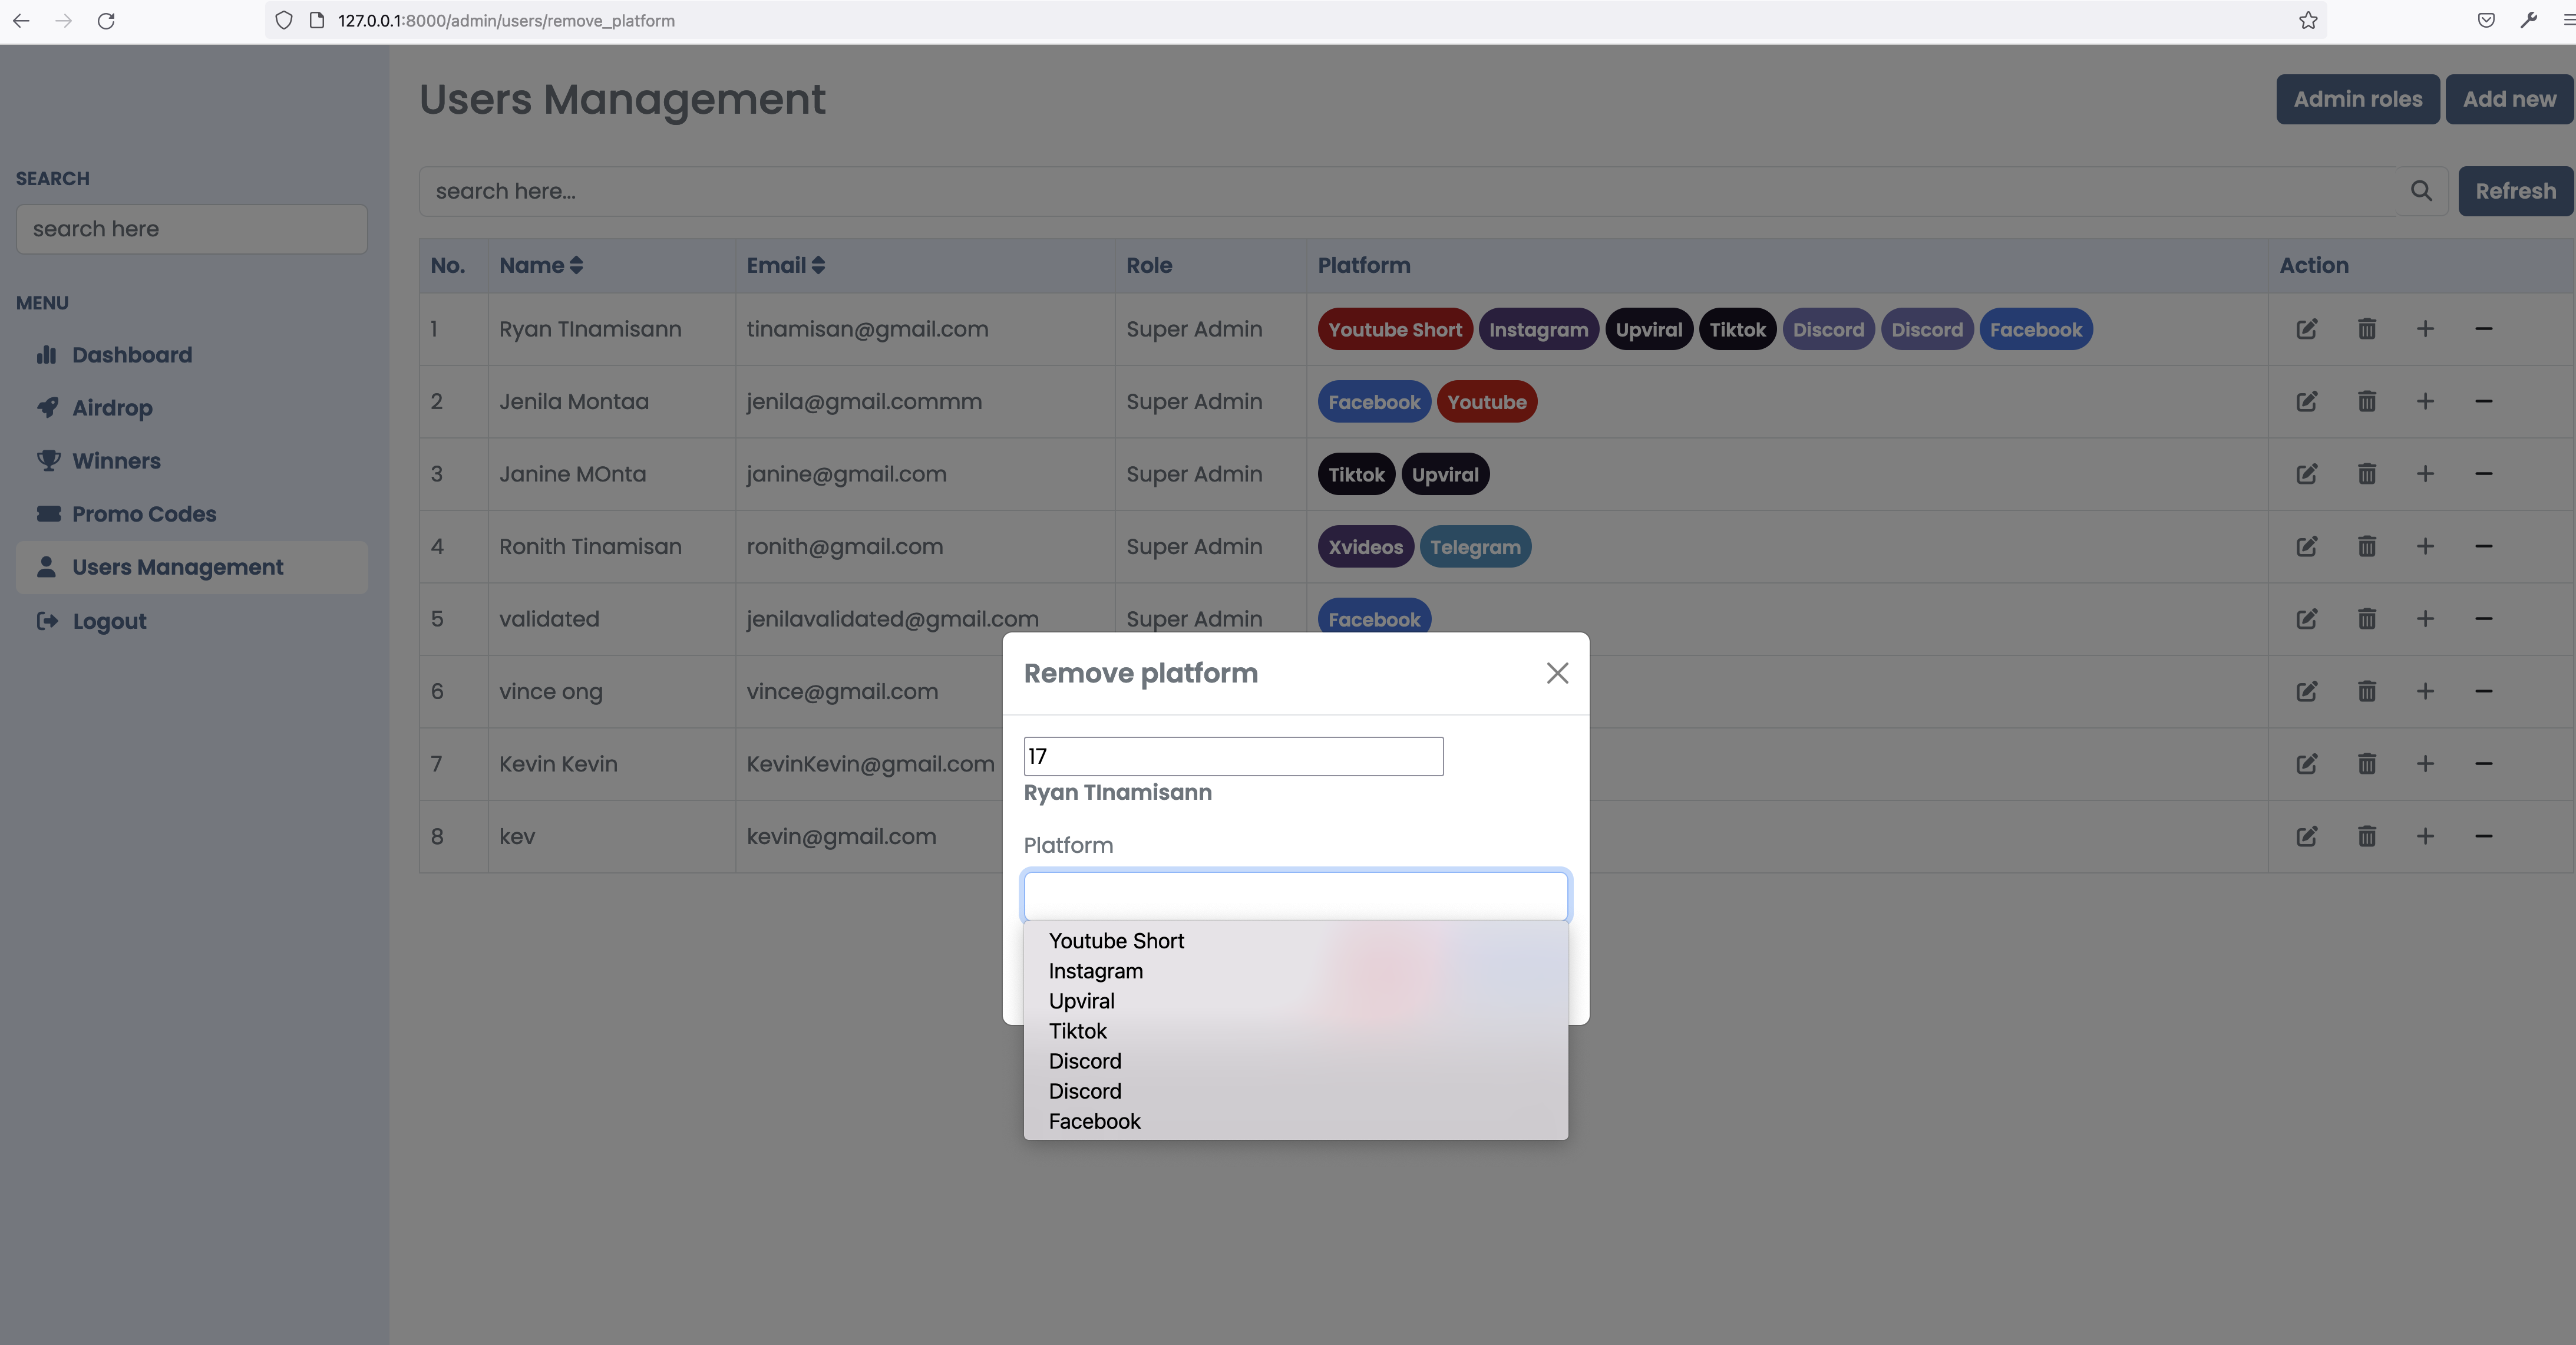 127.0.0.1:8000/admin/users/remove_platform
Users Management
Admin roles
Add new
SEARCH
search here
MENU
Dashboard
Airdrop
Winners
Promo Codes
Users Management
Logout
search here...
Refresh
No. Name Email Role Platform Action
1 Ryan TInamisann tinamisan@gmail.com Super Admin Youtube Short Instagram Upviral Tiktok Discord Discord Facebook
2 Jenila Montaa jenila@gmail.commm Super Admin Facebook Youtube
3 Janine MOnta janine@gmail.com Super Admin Tiktok Upviral
4 Ronith Tinamisan ronith@gmail.com Super Admin Xvideos Telegram
5 validated jenilavalidated@gmail.com Super Admin Facebook
6 vince ong vince@gmail.com
7 Kevin Kevin KevinKevin@gmail.com
8 kev kevin@gmail.com
Remove platform
17
Ryan TInamisann
Platform
Youtube Short
Instagram
Upviral
Tiktok
Discord
Discord
Facebook